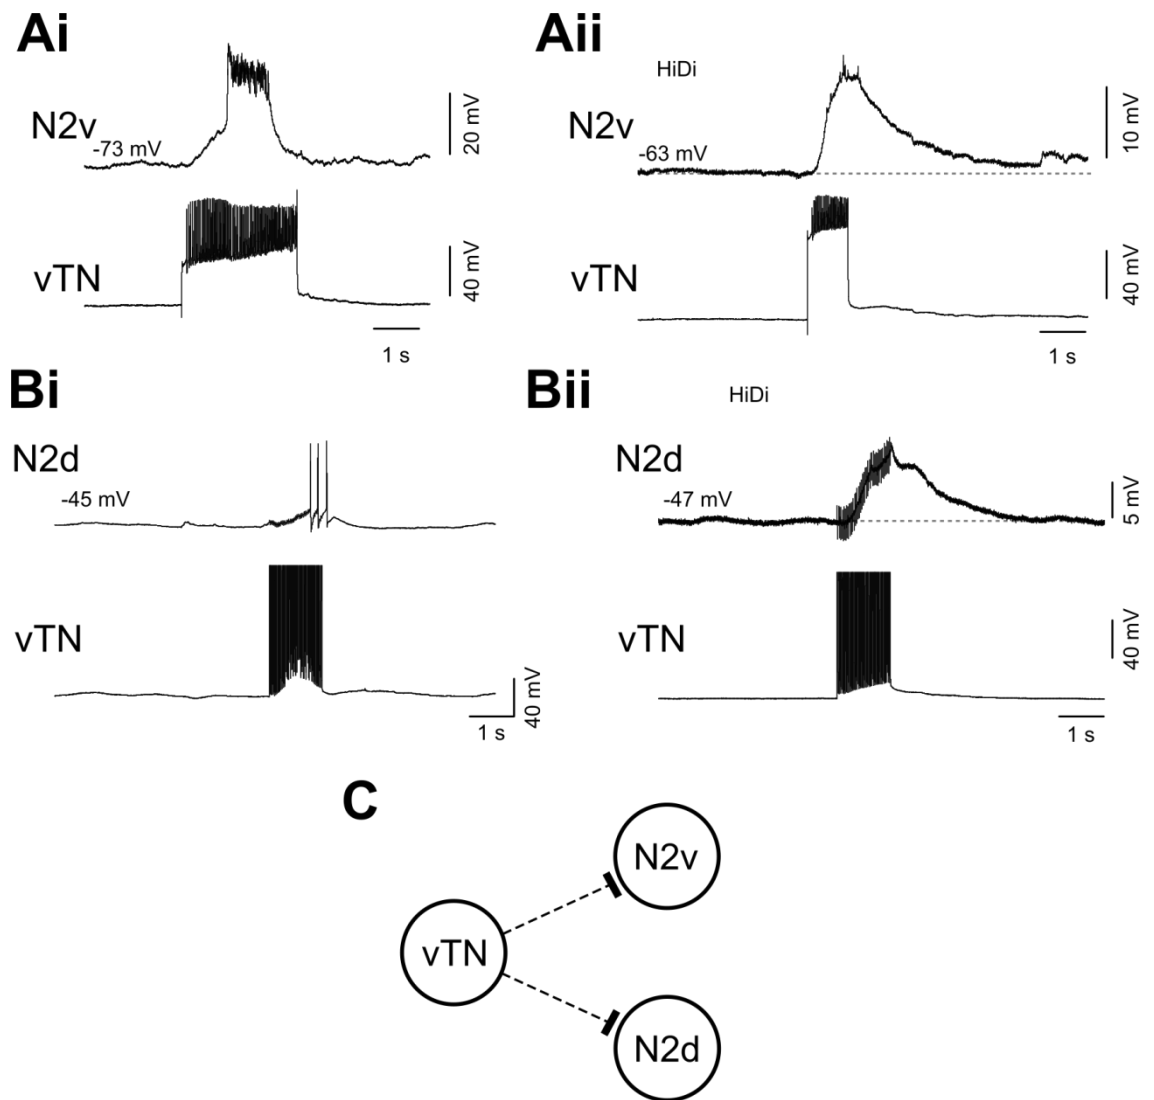 Ai
N2v
-73 mV
20 mV
vTN
40 mV
1 s
Aii
HiDi
N2v
-63 mV
10 mV
vTN
40 mV
1 s
Bi
N2d
-45 mV
vTN
40 mV
1 s
Bii
HiDi
N2d
-47 mV
5 mV
vTN
40 mV
1 s
C
N2v
vTN
N2d